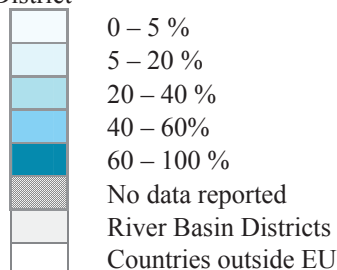 District
0 – 5 %
5 – 20 %
20 – 40 %
40 – 60%
60 – 100 %
No data reported
River Basin Districts
Countries outside EU